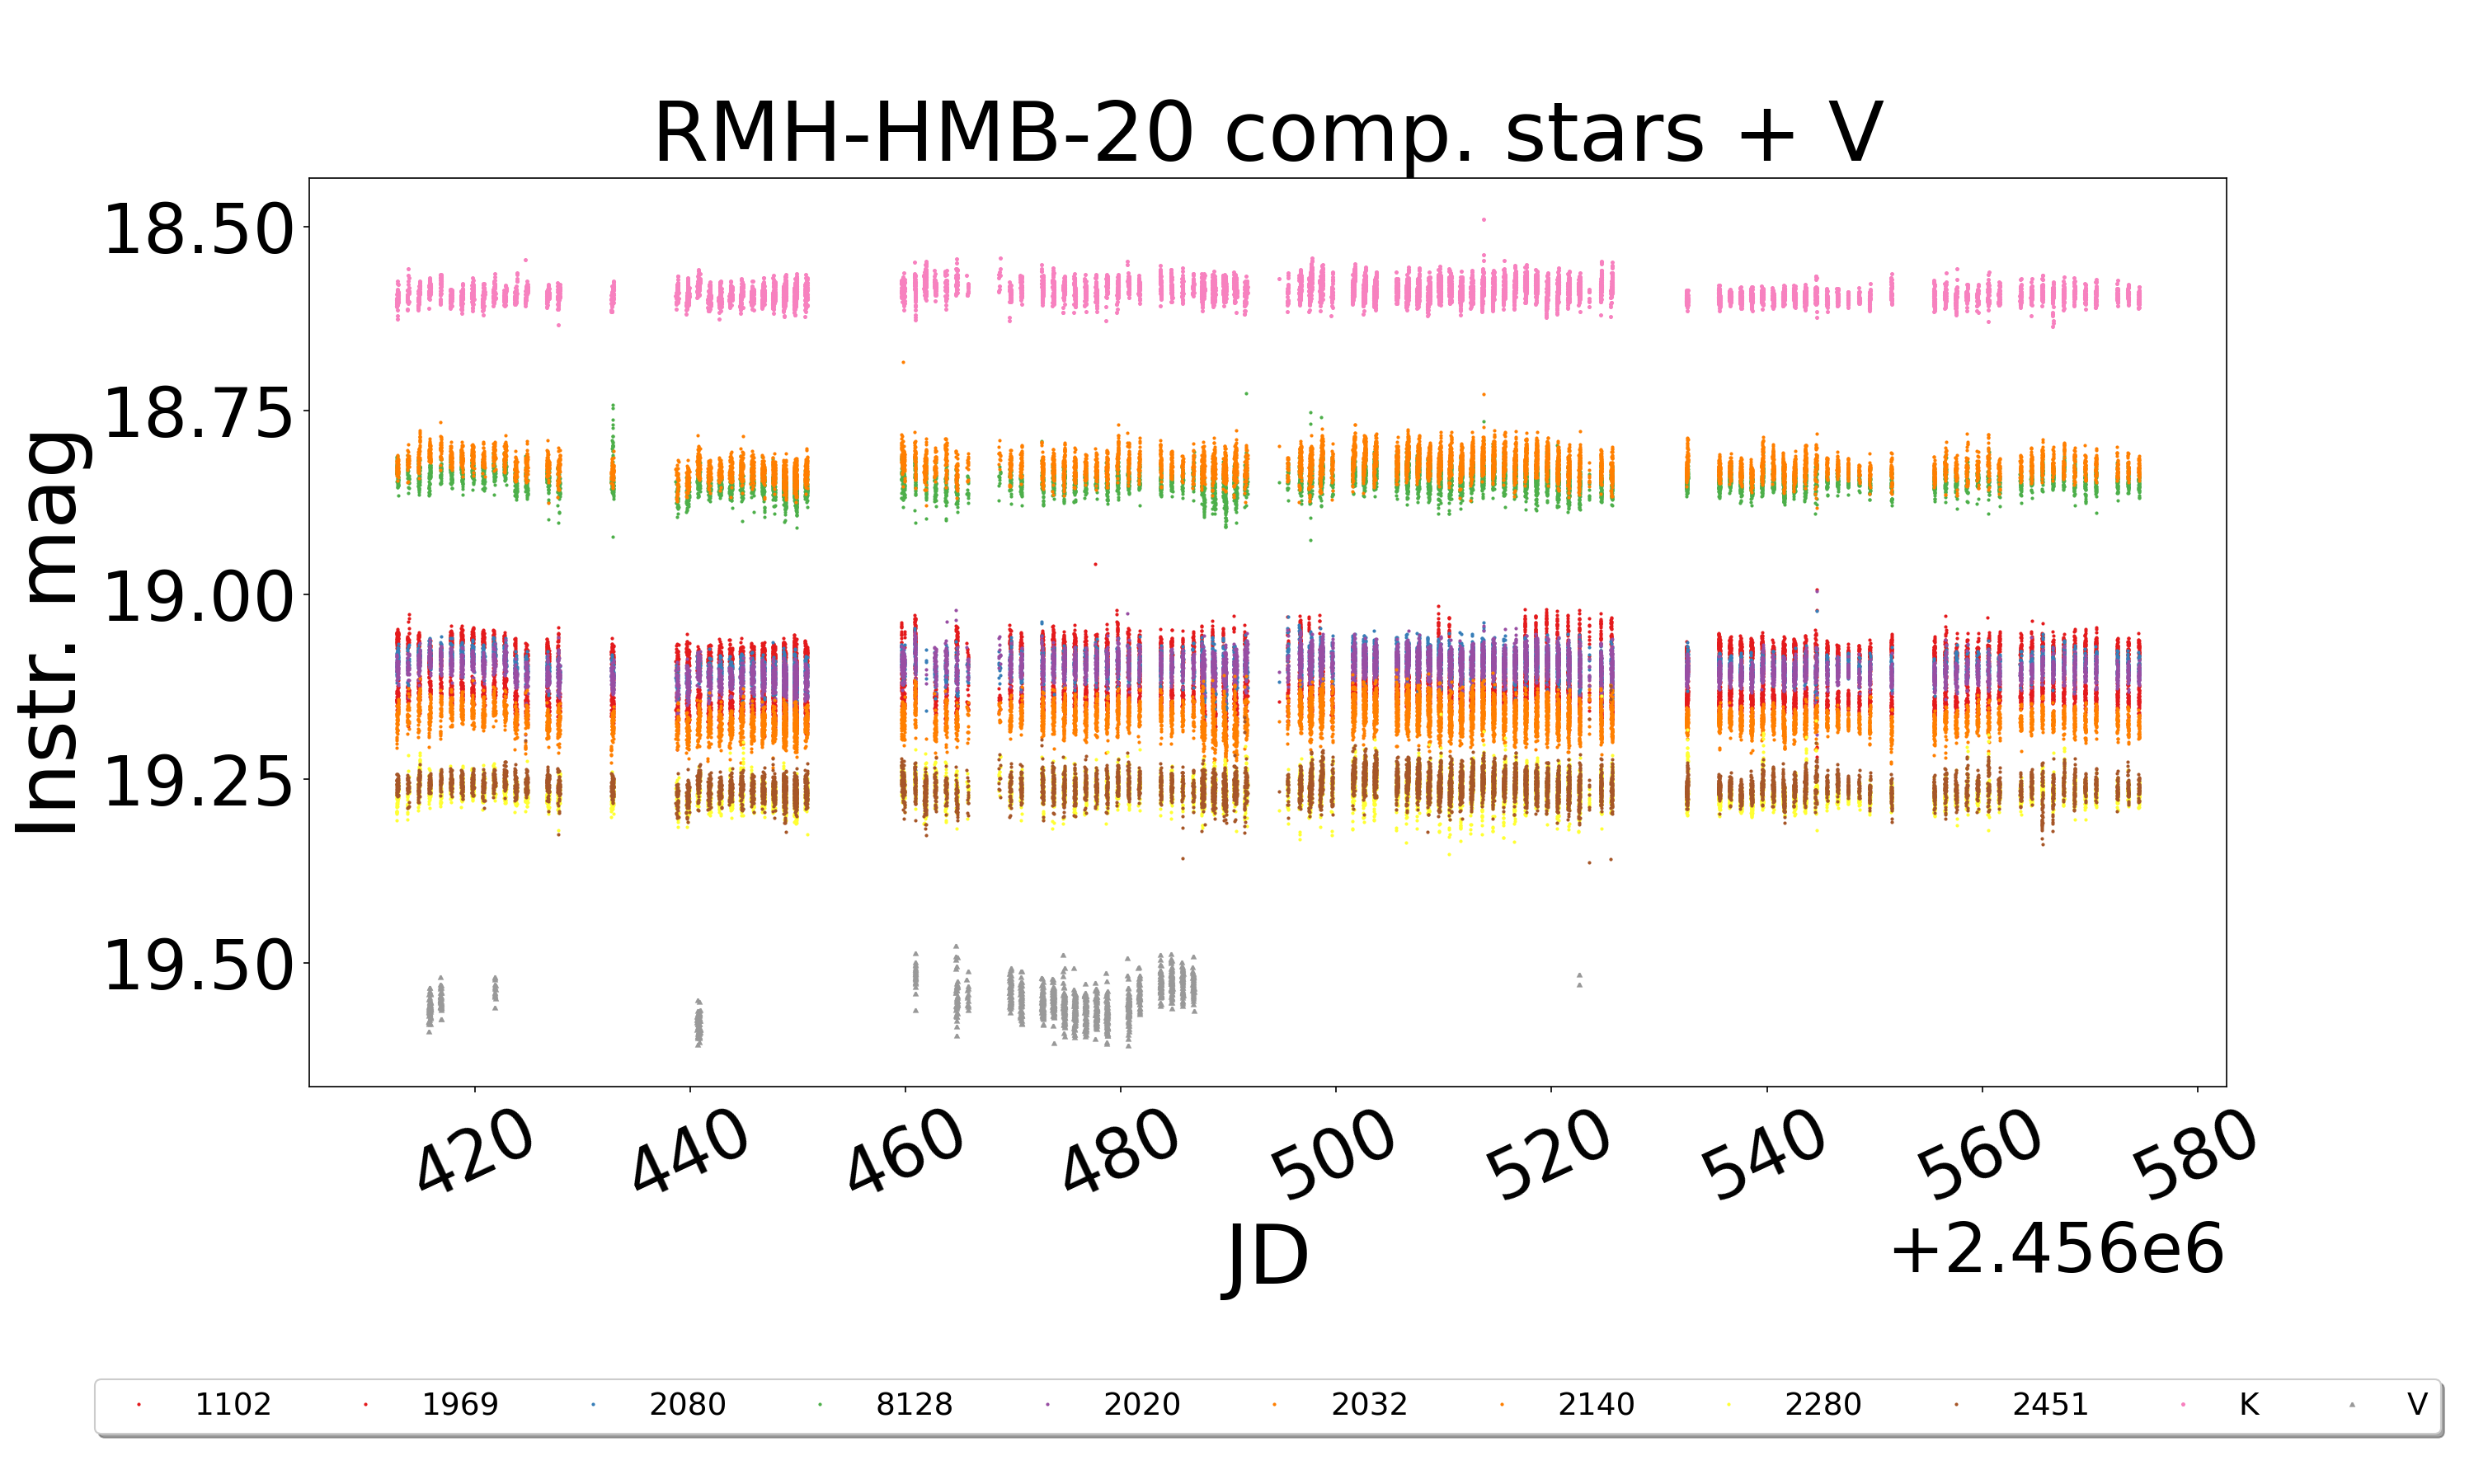 RMH-HMB-20 comp. stars + V
Instr. mag
18.50
18.75
19.00
19.25
19.50
420 440 460 480 500 520 540 560 580
JD
+2.456e6
1102 1969 2080 8128 2020 2032 2140 2280 2451 K V